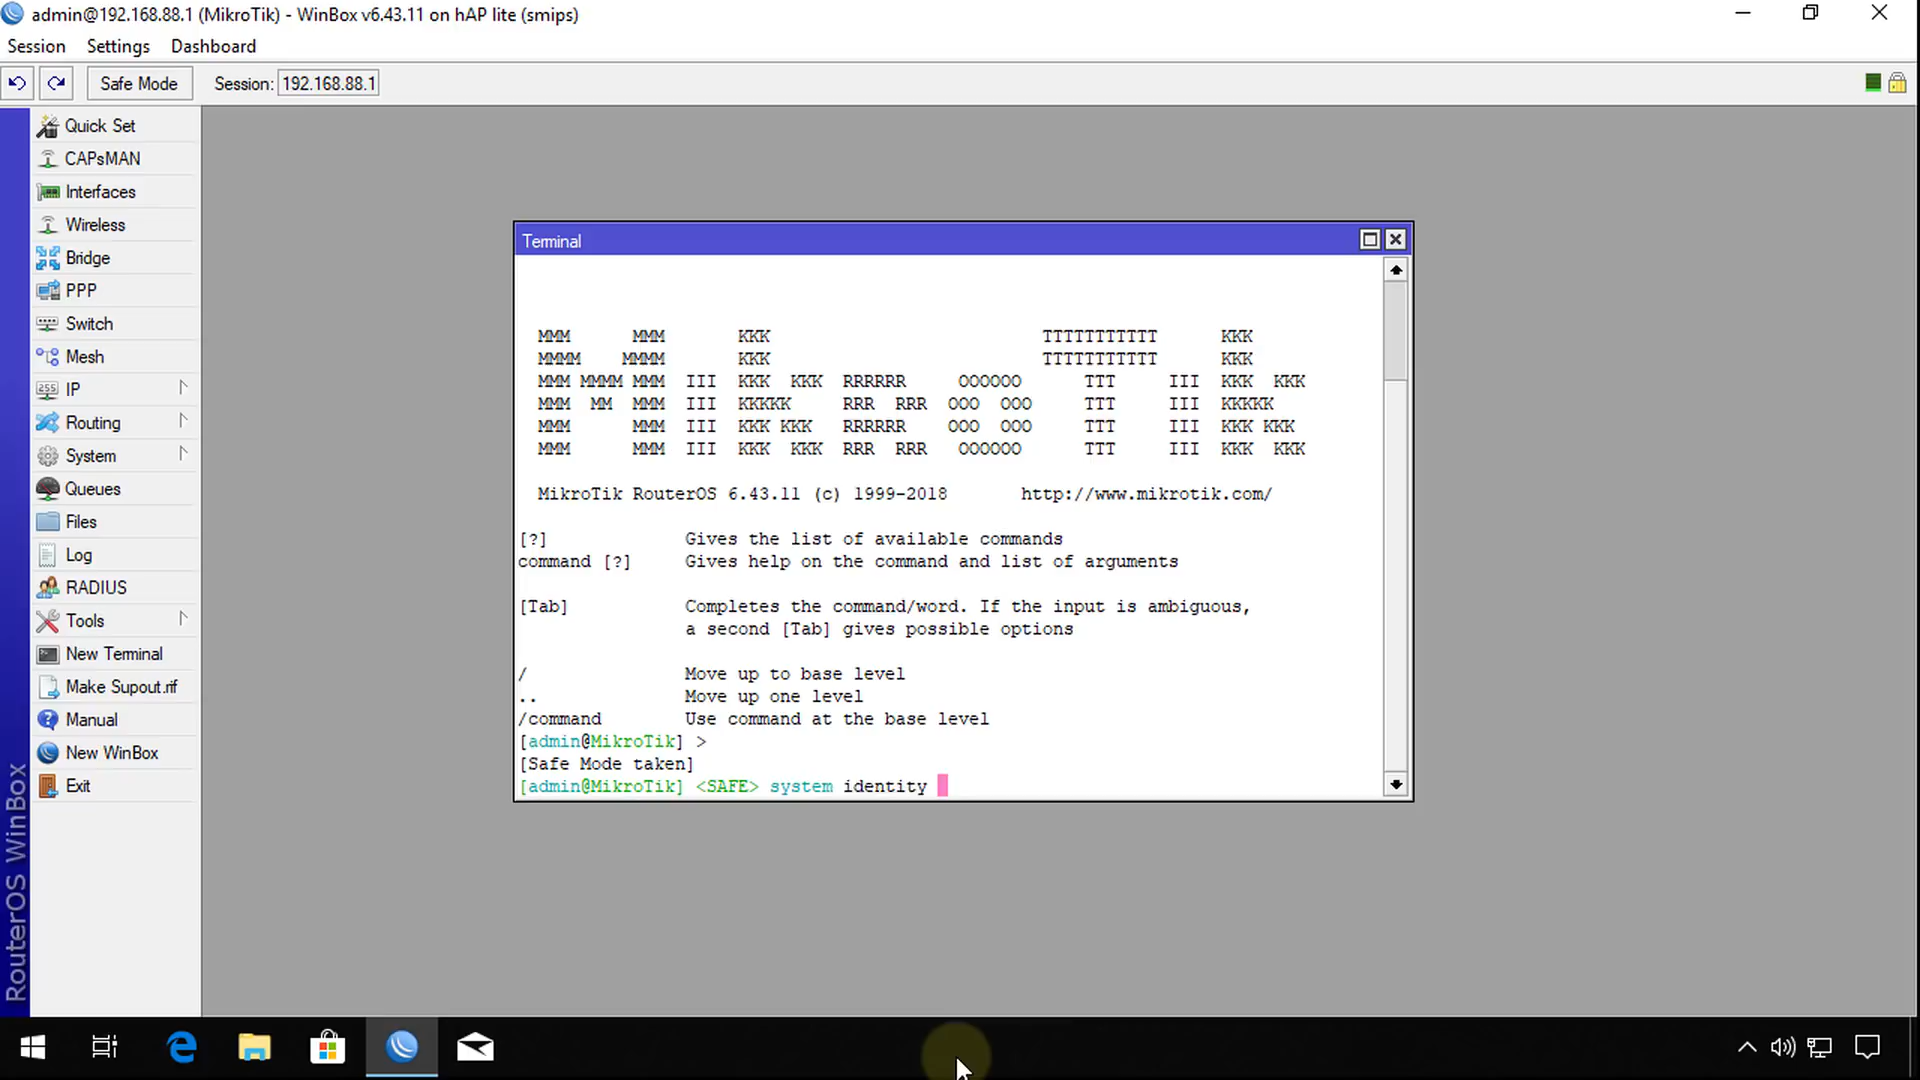 admin@192.168.88.1 (MikroTik) - WinBox v6.43.11 on hAP lite (smips)
Session Settings Dashboard
Safe Mode Session: 192.168.88.1
Quick Set
CAPsMAN
Interfaces
Wireless
Bridge
PPP
Switch
Mesh
255 IP
Routing
System
Queues
Files
Log
RADIUS
Tools
New Terminal
Make Supout.rif
Manual
New WinBox
Exit
RouterOS WinBox
Terminal
MMM      MMM       KKK                          TTTTTTTTTTT      KKK
MMMM    MMMM       KKK                          TTTTTTTTTTT      KKK
MMM MMMM MMM  III  KKK  KKK  RRRRRR     OOOOOO      TTT     III  KKK  KKK
MMM  MM  MMM  III  KKKKK     RRR  RRR  OOO  OOO     TTT     III  KKKKK
MMM      MMM  III  KKK KKK   RRRRRR    OOO  OOO     TTT     III  KKK KKK
MMM      MMM  III  KKK  KKK  RRR  RRR   OOOOOO      TTT     III  KKK  KKK
MikroTik RouterOS 6.43.11 (c) 1999-2018       http://www.mikrotik.com/
[?]             Gives the list of available commands
command [?]     Gives help on the command and list of arguments
[Tab]           Completes the command/word. If the input is ambiguous,
a second [Tab] gives possible options
/               Move up to base level
..              Move up one level
/command        Use command at the base level
[admin@MikroTik] >
[Safe Mode taken]
[admin@MikroTik] <SAFE> system identity